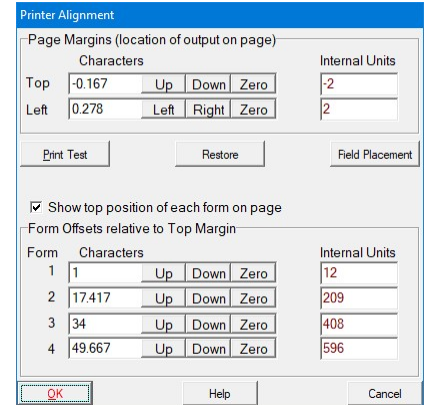 Printer Alignment
Page Margins (location of output on page)
Characters Internal Units
Top -0.167 Up Down Zero -2
Left 0.278 Left Right Zero 2
Print Test Restore Field Placement
Show top position of each form on page
Form Offsets relative to Top Margin
Form Characters Internal Units
1 1 Up Down Zero 12
2 17.417 Up Down Zero 209
3 34 Up Down Zero 408
4 49.667 Up Down Zero 596
OK Help Cancel